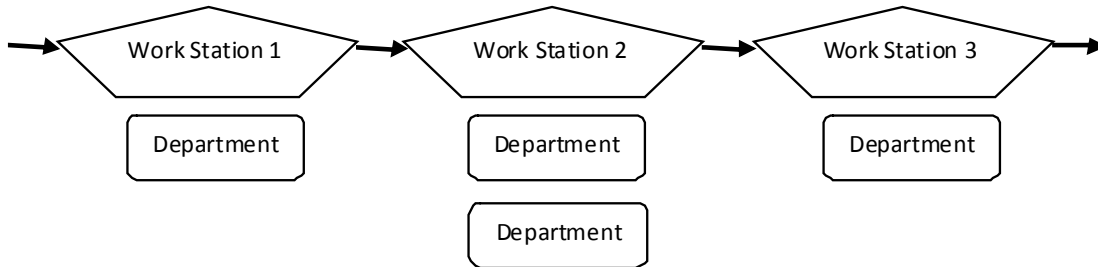 Work Station 1
Work Station 2
Work Station 3
Department
Department
Department
Department